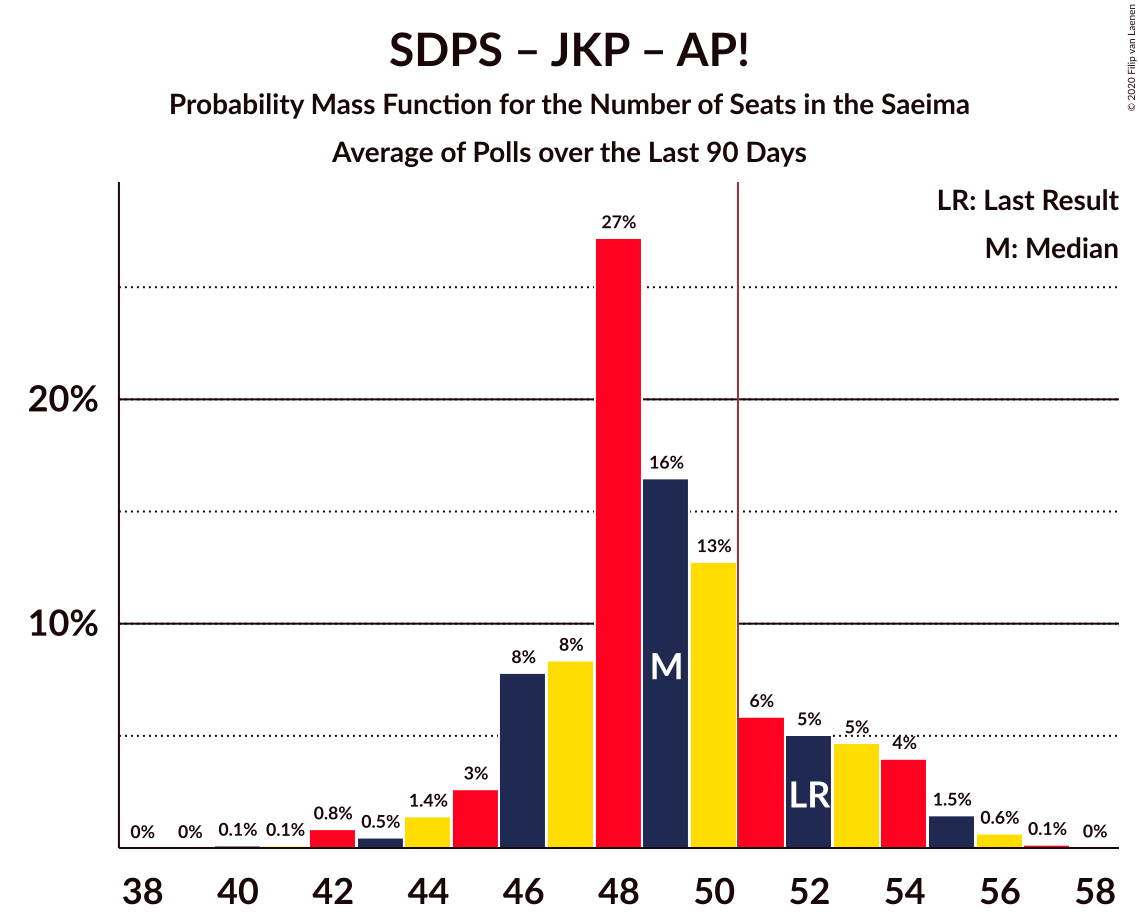 SDPS – JKP – AP!
Probability Mass Function for the Number of Seats in the Saeima
Average of Polls over the Last 90 Days
© 2020 Filip van Laenen
LR: Last Result
M: Median
20%
10%
0%
0%
0.1%
0.1%
0.8%
0.5%
1.4%
3%
8%
8%
27%
16%
13%
6%
5%
5%
4%
1.5%
0.6%
0.1%
0%
M
LR
38 40 42 44 46 48 50 52 54 56 58